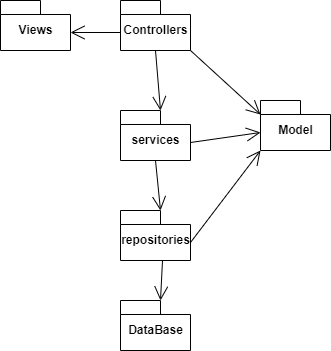 Views
Controllers
services
Model
repositories
DataBase